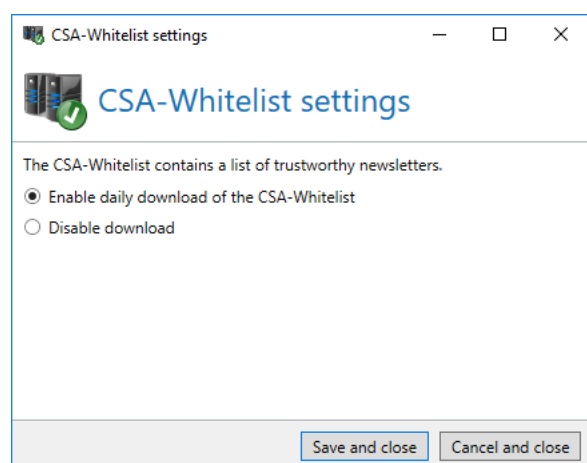 CSA-Whitelist settings
CSA-Whitelist settings
The CSA-Whitelist contains a list of trustworthy newsletters.
Enable daily download of the CSA-Whitelist
Disable download
Save and close
Cancel and close